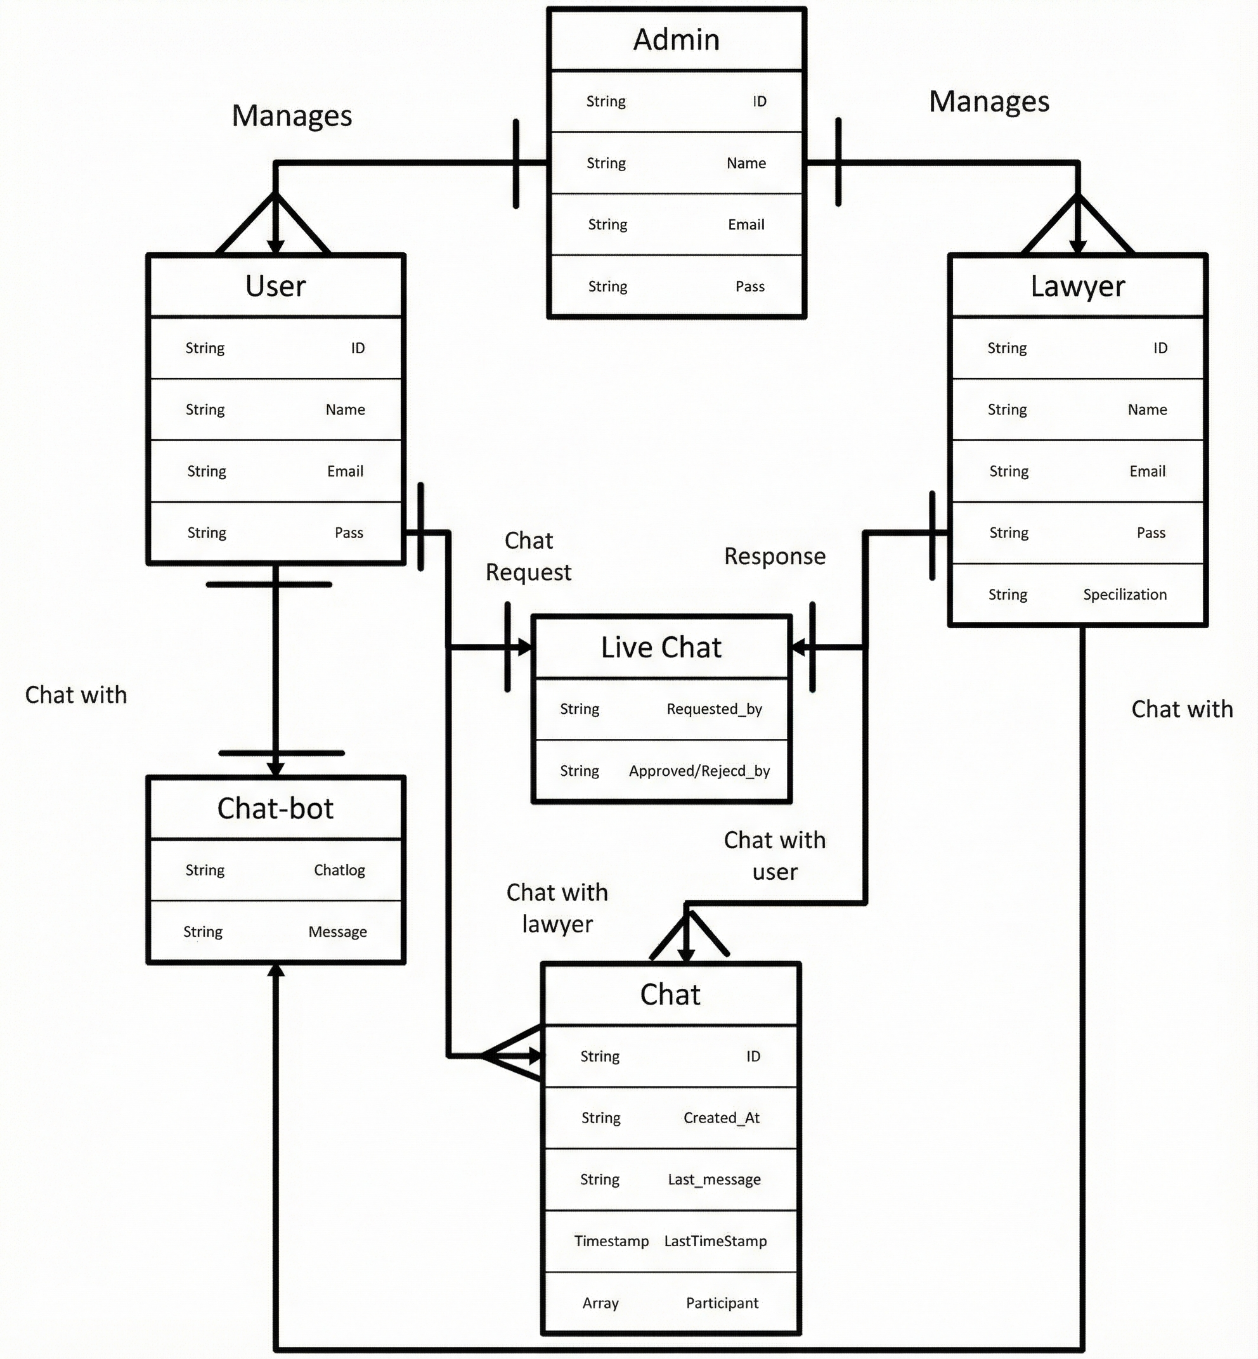 Admin
String ID
String Name
String Email
String Pass
Manages
Manages
User
String ID
String Name
String Email
String Pass
Lawyer
String ID
String Name
String Email
String Pass
String Specilization
Chat
Request
Response
Live Chat
String Requested_by
String Approved/Rejecd_by
Chat with
Chat with
Chat-bot
String Chatlog
String Message
Chat with
user
Chat with
lawyer
Chat
String ID
String Created_At
String Last_message
Timestamp LastTimeStamp
Array Participant